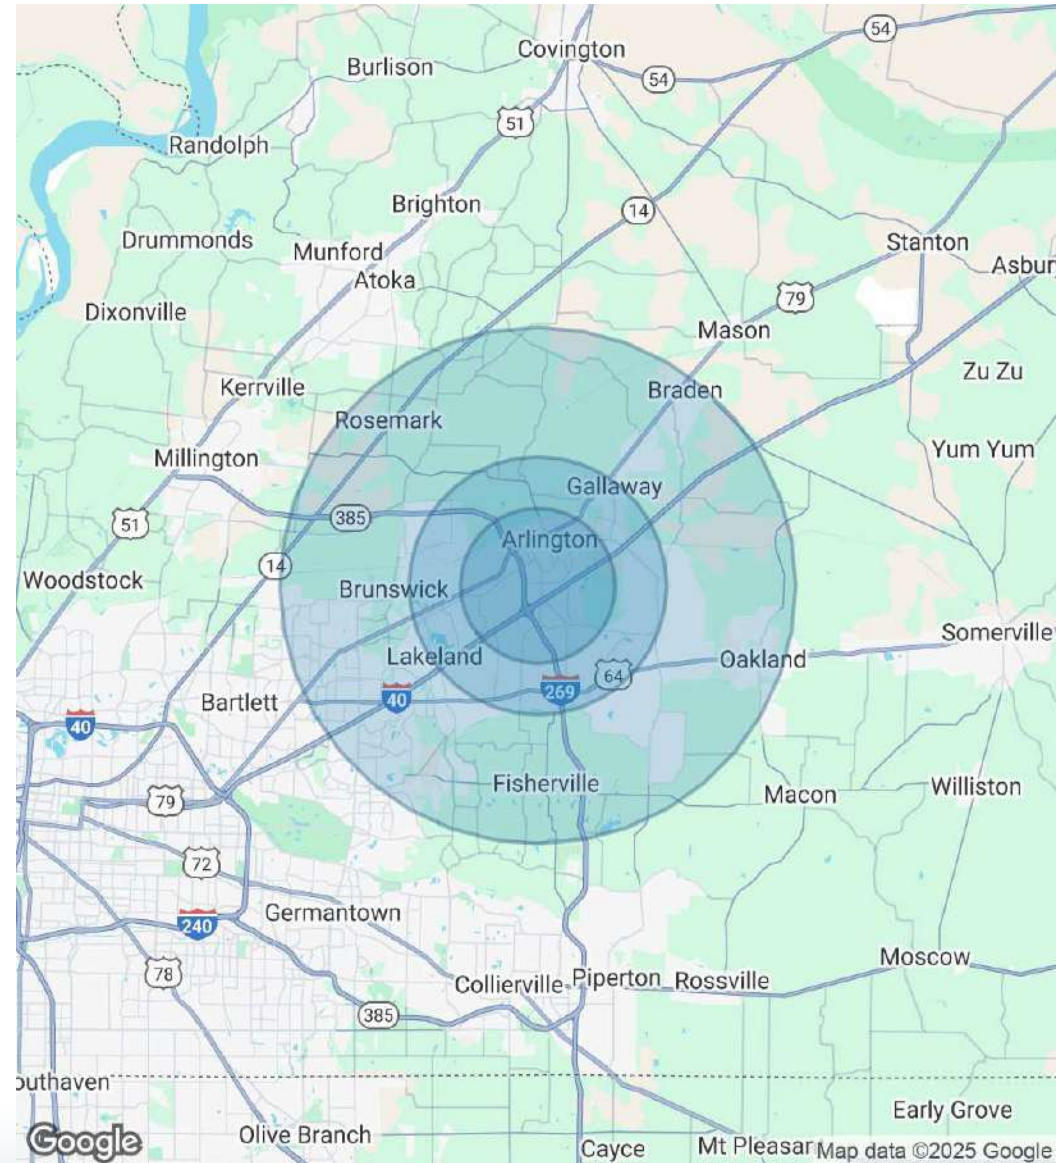 54
Covington
Burlison
54
51
Randolph
14
Brighton
Drummonds
Stanton
Munford
Asbury
Atoka
79
Dixonville
Mason
Zu Zu
Kerrville
Braden
Rosemark
Yum Yum
Millington
Gallaway
385
51
Arlington
14
Woodstock
Brunswick
Somerville
Lakeland
Oakland
64
269
40
Bartlett
40
Fisherville
Williston
Macon
79
72
Germantown
240
Moscow
78
Collierville
Piperton
Rossville
385
outhaven
Early Grove
Olive Branch
Google
Cayce
Mt Pleasan
Map data ©2025 Google